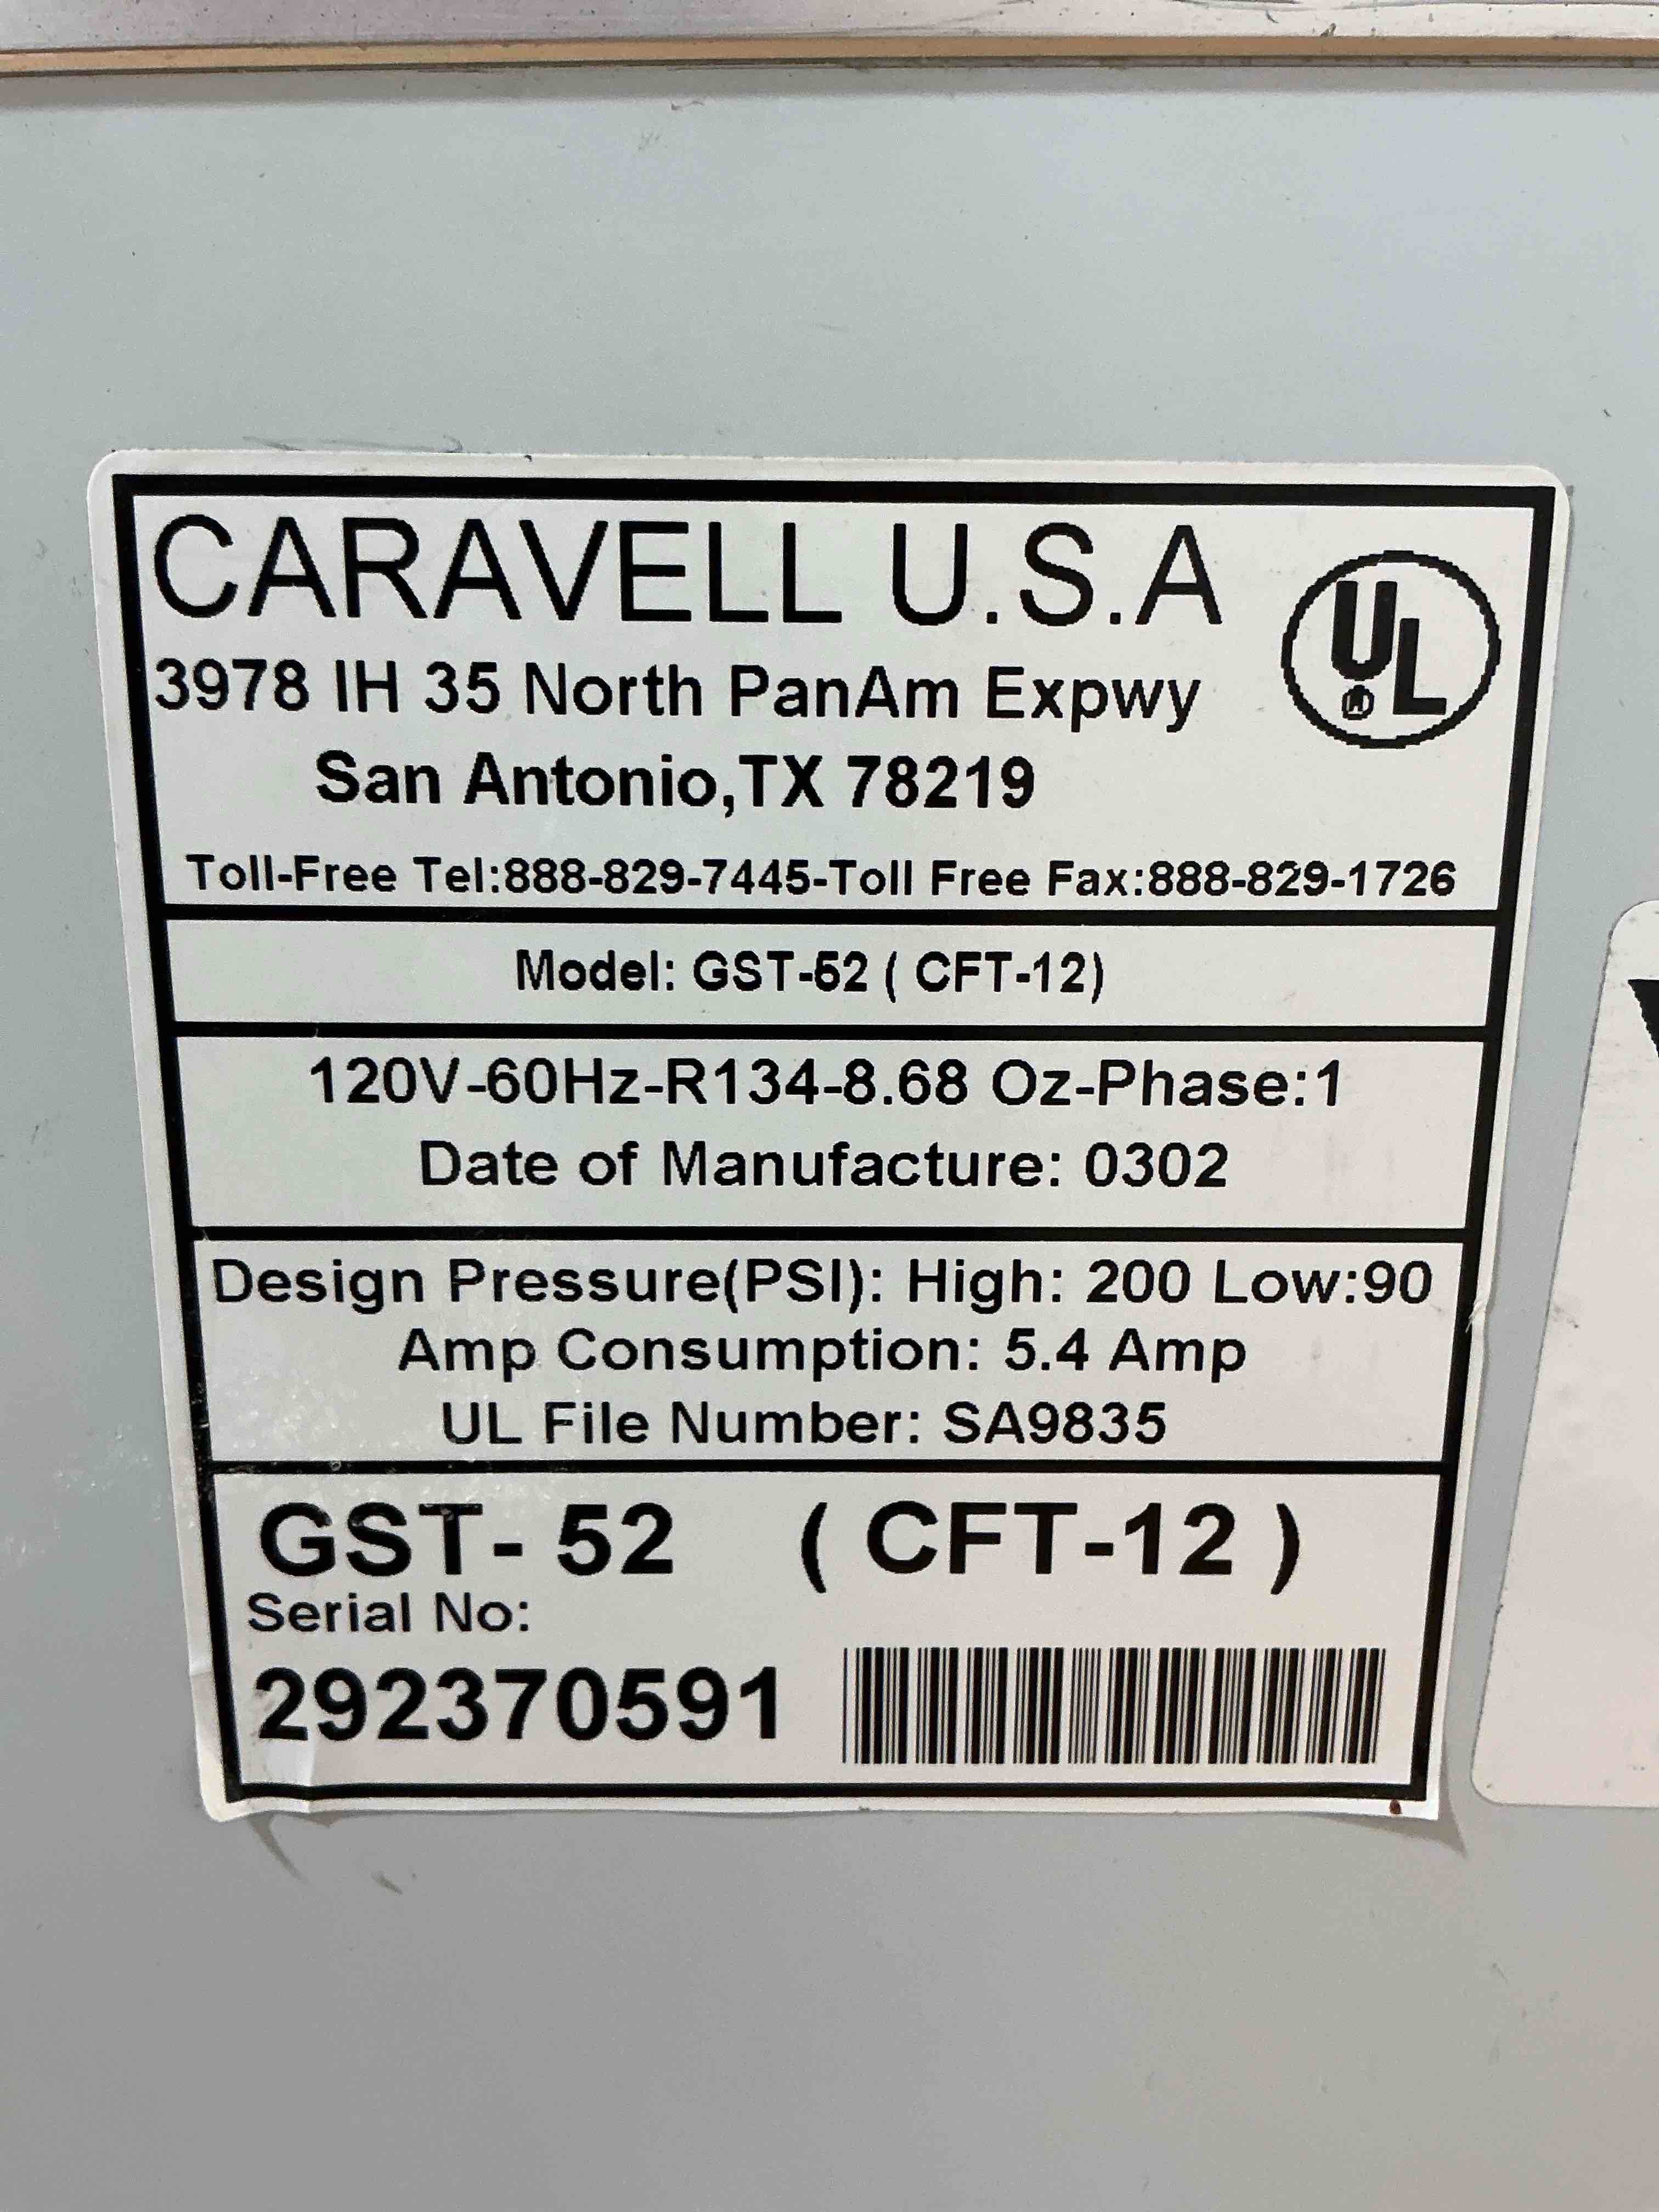 CARAVELL U.S.A
UL
3978 IH 35 North PanAm Expwy
San Antonio,TX 78219
Toll-Free Tel:888-829-7445-Toll Free Fax:888-829-1726
Model: GST-52 ( CFT-12)
120V-60Hz-R134-8.68 Oz-Phase:1
Date of Manufacture: 0302
Design Pressure(PSI): High: 200 Low:90
Amp Consumption: 5.4 Amp
UL File Number: SA9835
GST- 52 ( CFT-12 )
Serial No:
292370591